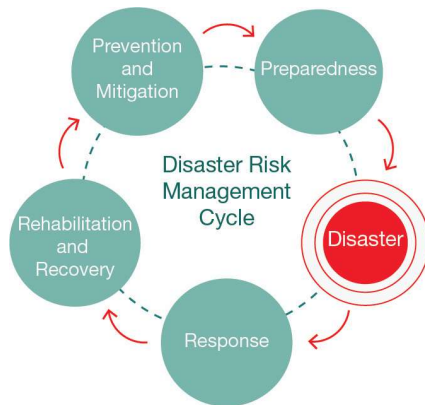 Prevention
and
Mitigation
Preparedness
Disaster Risk
Management
Cycle
Disaster
Response
Rehabilitation
and
Recovery